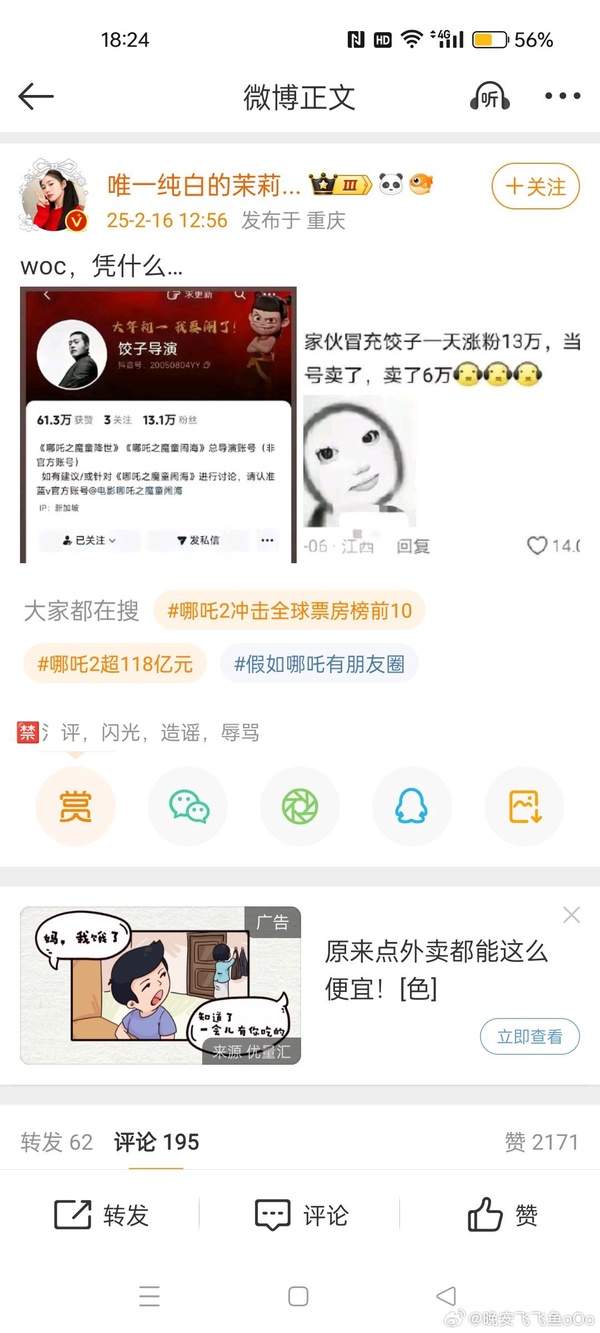 18:24
HD
4G
56%
微博正文
听
唯一纯白的茉莉...
III
+关注
25-2-16 12:56 发布于 重庆
woc，凭什么...
求更新
大年初一 我要闹了！
饺子导演
抖音号：20050804YY
61.3万 获赞 3 关注 13.1万 粉丝
《哪吒之魔童降世》《哪吒之魔童闹海》总导演账号（非
官方账号）
如有建议/或针对《哪吒之魔童闹海》进行讨论，请认准
蓝v官方账号@电影哪吒之魔童闹海
IP：新加坡
已关注
发私信
家伙冒充饺子一天涨粉13万，当
号卖了，卖了6万
-06 · 江西 回复
14.0
大家都在搜
#哪吒2冲击全球票房榜前10
#哪吒2超118亿元
#假如哪吒有朋友圈
禁氵评，闪光，造谣，辱骂
赏
妈，我饿了
广告
知道了
一会儿有你吃的
来源 优量汇
原来点外卖都能这么
便宜！[色]
立即查看
转发 62 评论 195
赞 2171
转发
评论
赞
@晚安飞飞鱼oOo